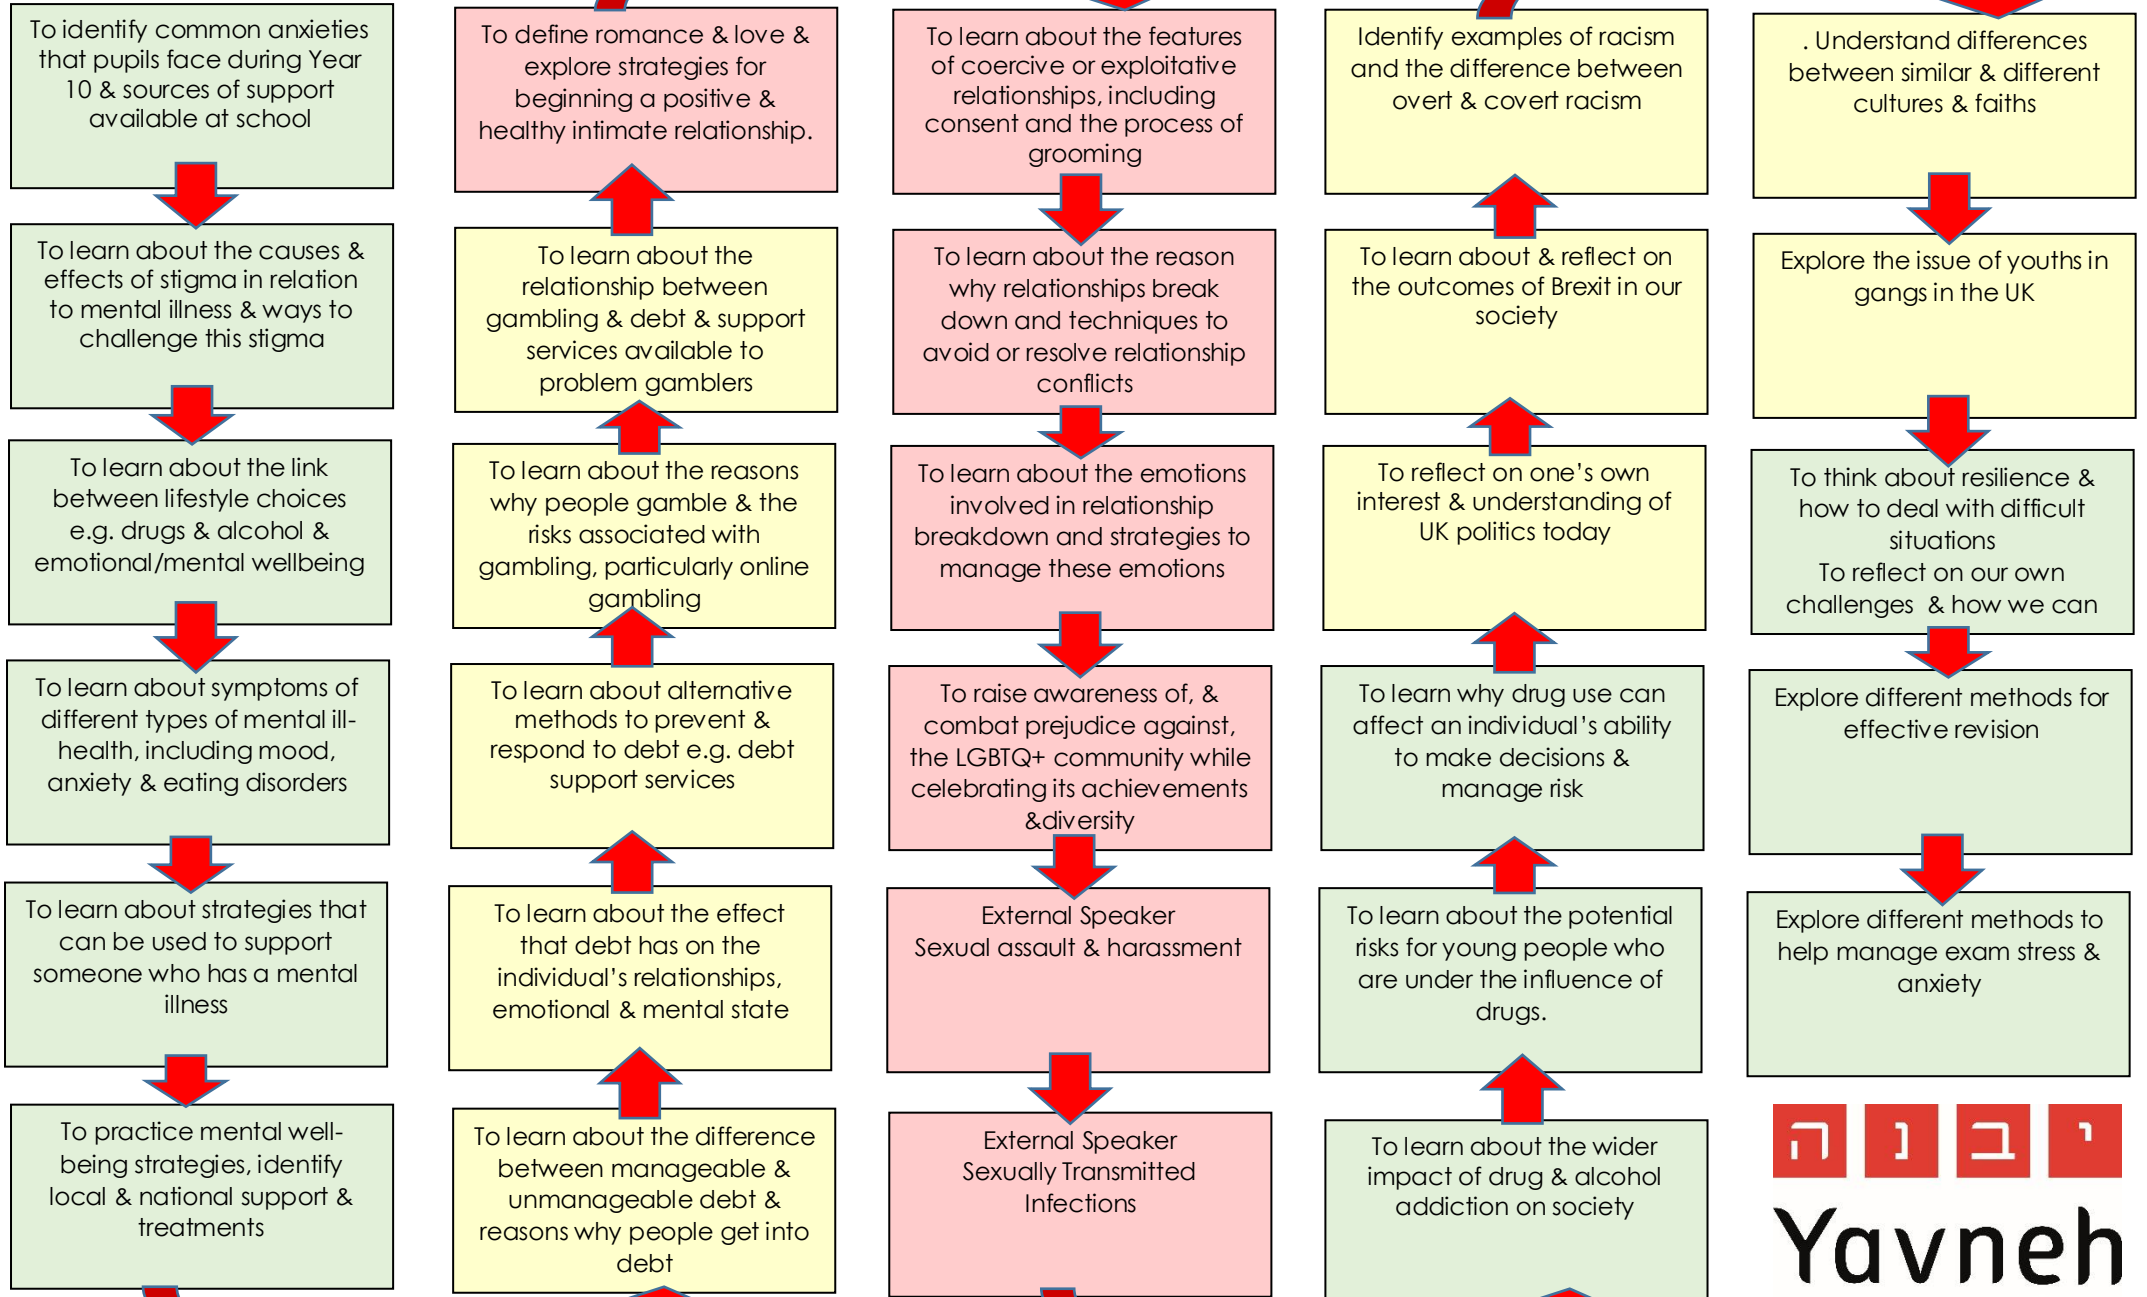 To identify common anxieties
that pupils face during Year
10 & sources of support
available at school
To learn about the causes &
effects of stigma in relation
to mental illness & ways to
challenge this stigma
To learn about the link
between lifestyle choices
e.g. drugs & alcohol &
emotional/mental wellbeing
To learn about symptoms of
different types of mental ill-
health, including mood,
anxiety & eating disorders
To learn about strategies that
can be used to support
someone who has a mental
illness
To practice mental well-
being strategies, identify
local & national support &
treatments
To define romance & love &
explore strategies for
beginning a positive &
healthy intimate relationship.
To learn about the
relationship between
gambling & debt & support
services available to
problem gamblers
To learn about the reasons
why people gamble & the
risks associated with
gambling, particularly online
gambling
To learn about alternative
methods to prevent &
respond to debt e.g. debt
support services
To learn about the effect
that debt has on the
individual's relationships,
emotional & mental state
To learn about the difference
between manageable &
unmanageable debt &
reasons why people get into
debt
To learn about the features
of coercive or exploitative
relationships, including
consent and the process of
grooming
To learn about the reason
why relationships break
down and techniques to
avoid or resolve relationship
conflicts
To learn about the emotions
involved in relationship
breakdown and strategies to
manage these emotions
To raise awareness of, &
combat prejudice against,
the LGBTQ+ community while
celebrating its achievements
&diversity
External Speaker
Sexual assault & harassment
External Speaker
Sexually Transmitted
Infections
Identify examples of racism
and the difference between
overt & covert racism
To learn about & reflect on
the outcomes of Brexit in our
society
To reflect on one's own
interest & understanding of
UK politics today
To learn why drug use can
affect an individual's ability
to make decisions &
manage risk
To learn about the potential
risks for young people who
are under the influence of
drugs.
To learn about the wider
impact of drug & alcohol
addiction on society
. Understand differences
between similar & different
cultures & faiths
Explore the issue of youths in
gangs in the UK
To think about resilience &
how to deal with difficult
situations
To reflect on our own
challenges & how we can
Explore different methods for
effective revision
Explore different methods to
help manage exam stress &
anxiety
יבנה
Yavneh